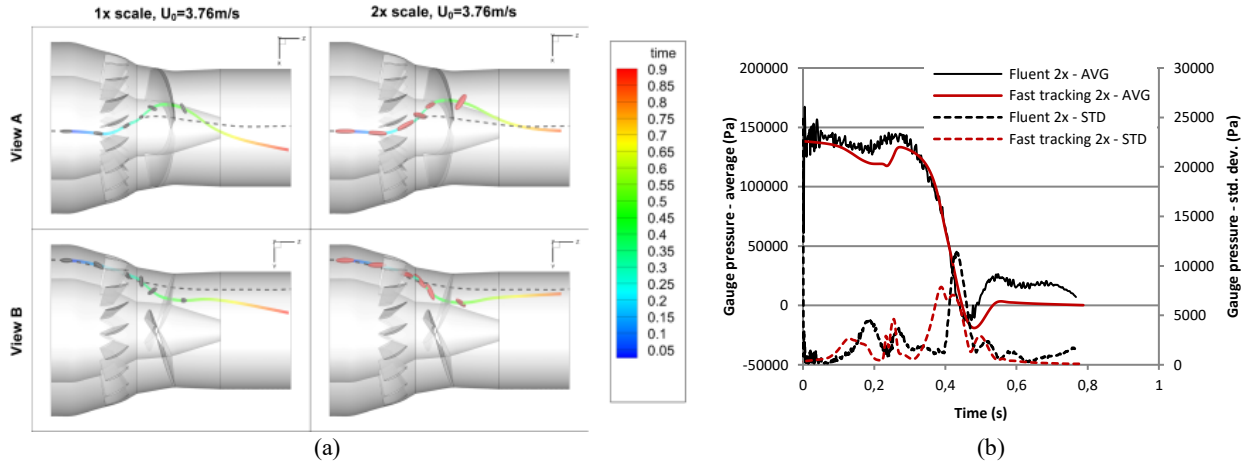 1x scale, U0=3.76m/s
2x scale, U0=3.76m/s
View A
Y
Z
X
Y
Z
X
View B
Z
Y
Z
Y
time
0.9
0.85
0.8
0.75
0.7
0.65
0.6
0.55
0.5
0.45
0.4
0.35
0.3
0.25
0.2
0.15
0.1
0.05
(a)
200000
150000
100000
50000
0
-50000
Gauge pressure - average (Pa)
Fluent 2x - AVG
Fast tracking 2x - AVG
Fluent 2x - STD
Fast tracking 2x - STD
30000
25000
20000
15000
10000
5000
0
Gauge pressure - std. dev. (Pa)
0
0,2
0,4
0,6
0,8
1
Time (s)
(b)